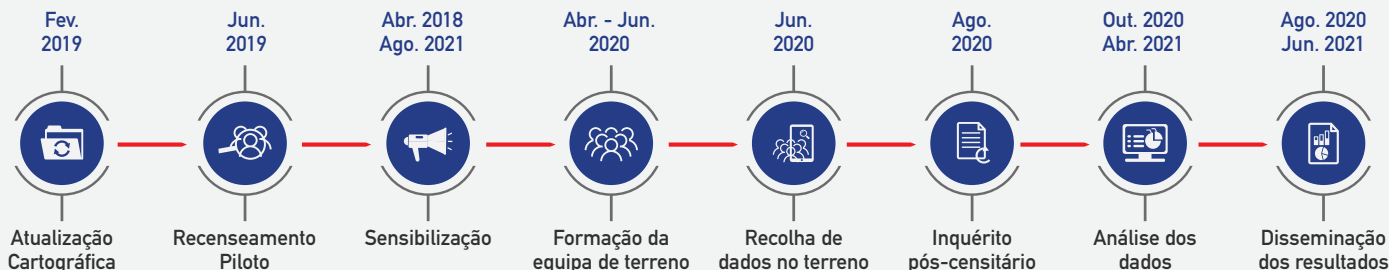 Fev.
2019
Jun.
2019
Abr. 2018
Ago. 2021
Abr. - Jun.
2020
Jun.
2020
Ago.
2020
Out. 2020
Abr. 2021
Ago. 2020
Jun. 2021
Atualização
Cartográfica
Recenseamento
Piloto
Sensibilização
Formação da
equipa de terreno
Recolha de
dados no terreno
Inquérito
pós-censitário
Análise dos
dados
Disseminação
dos resultados